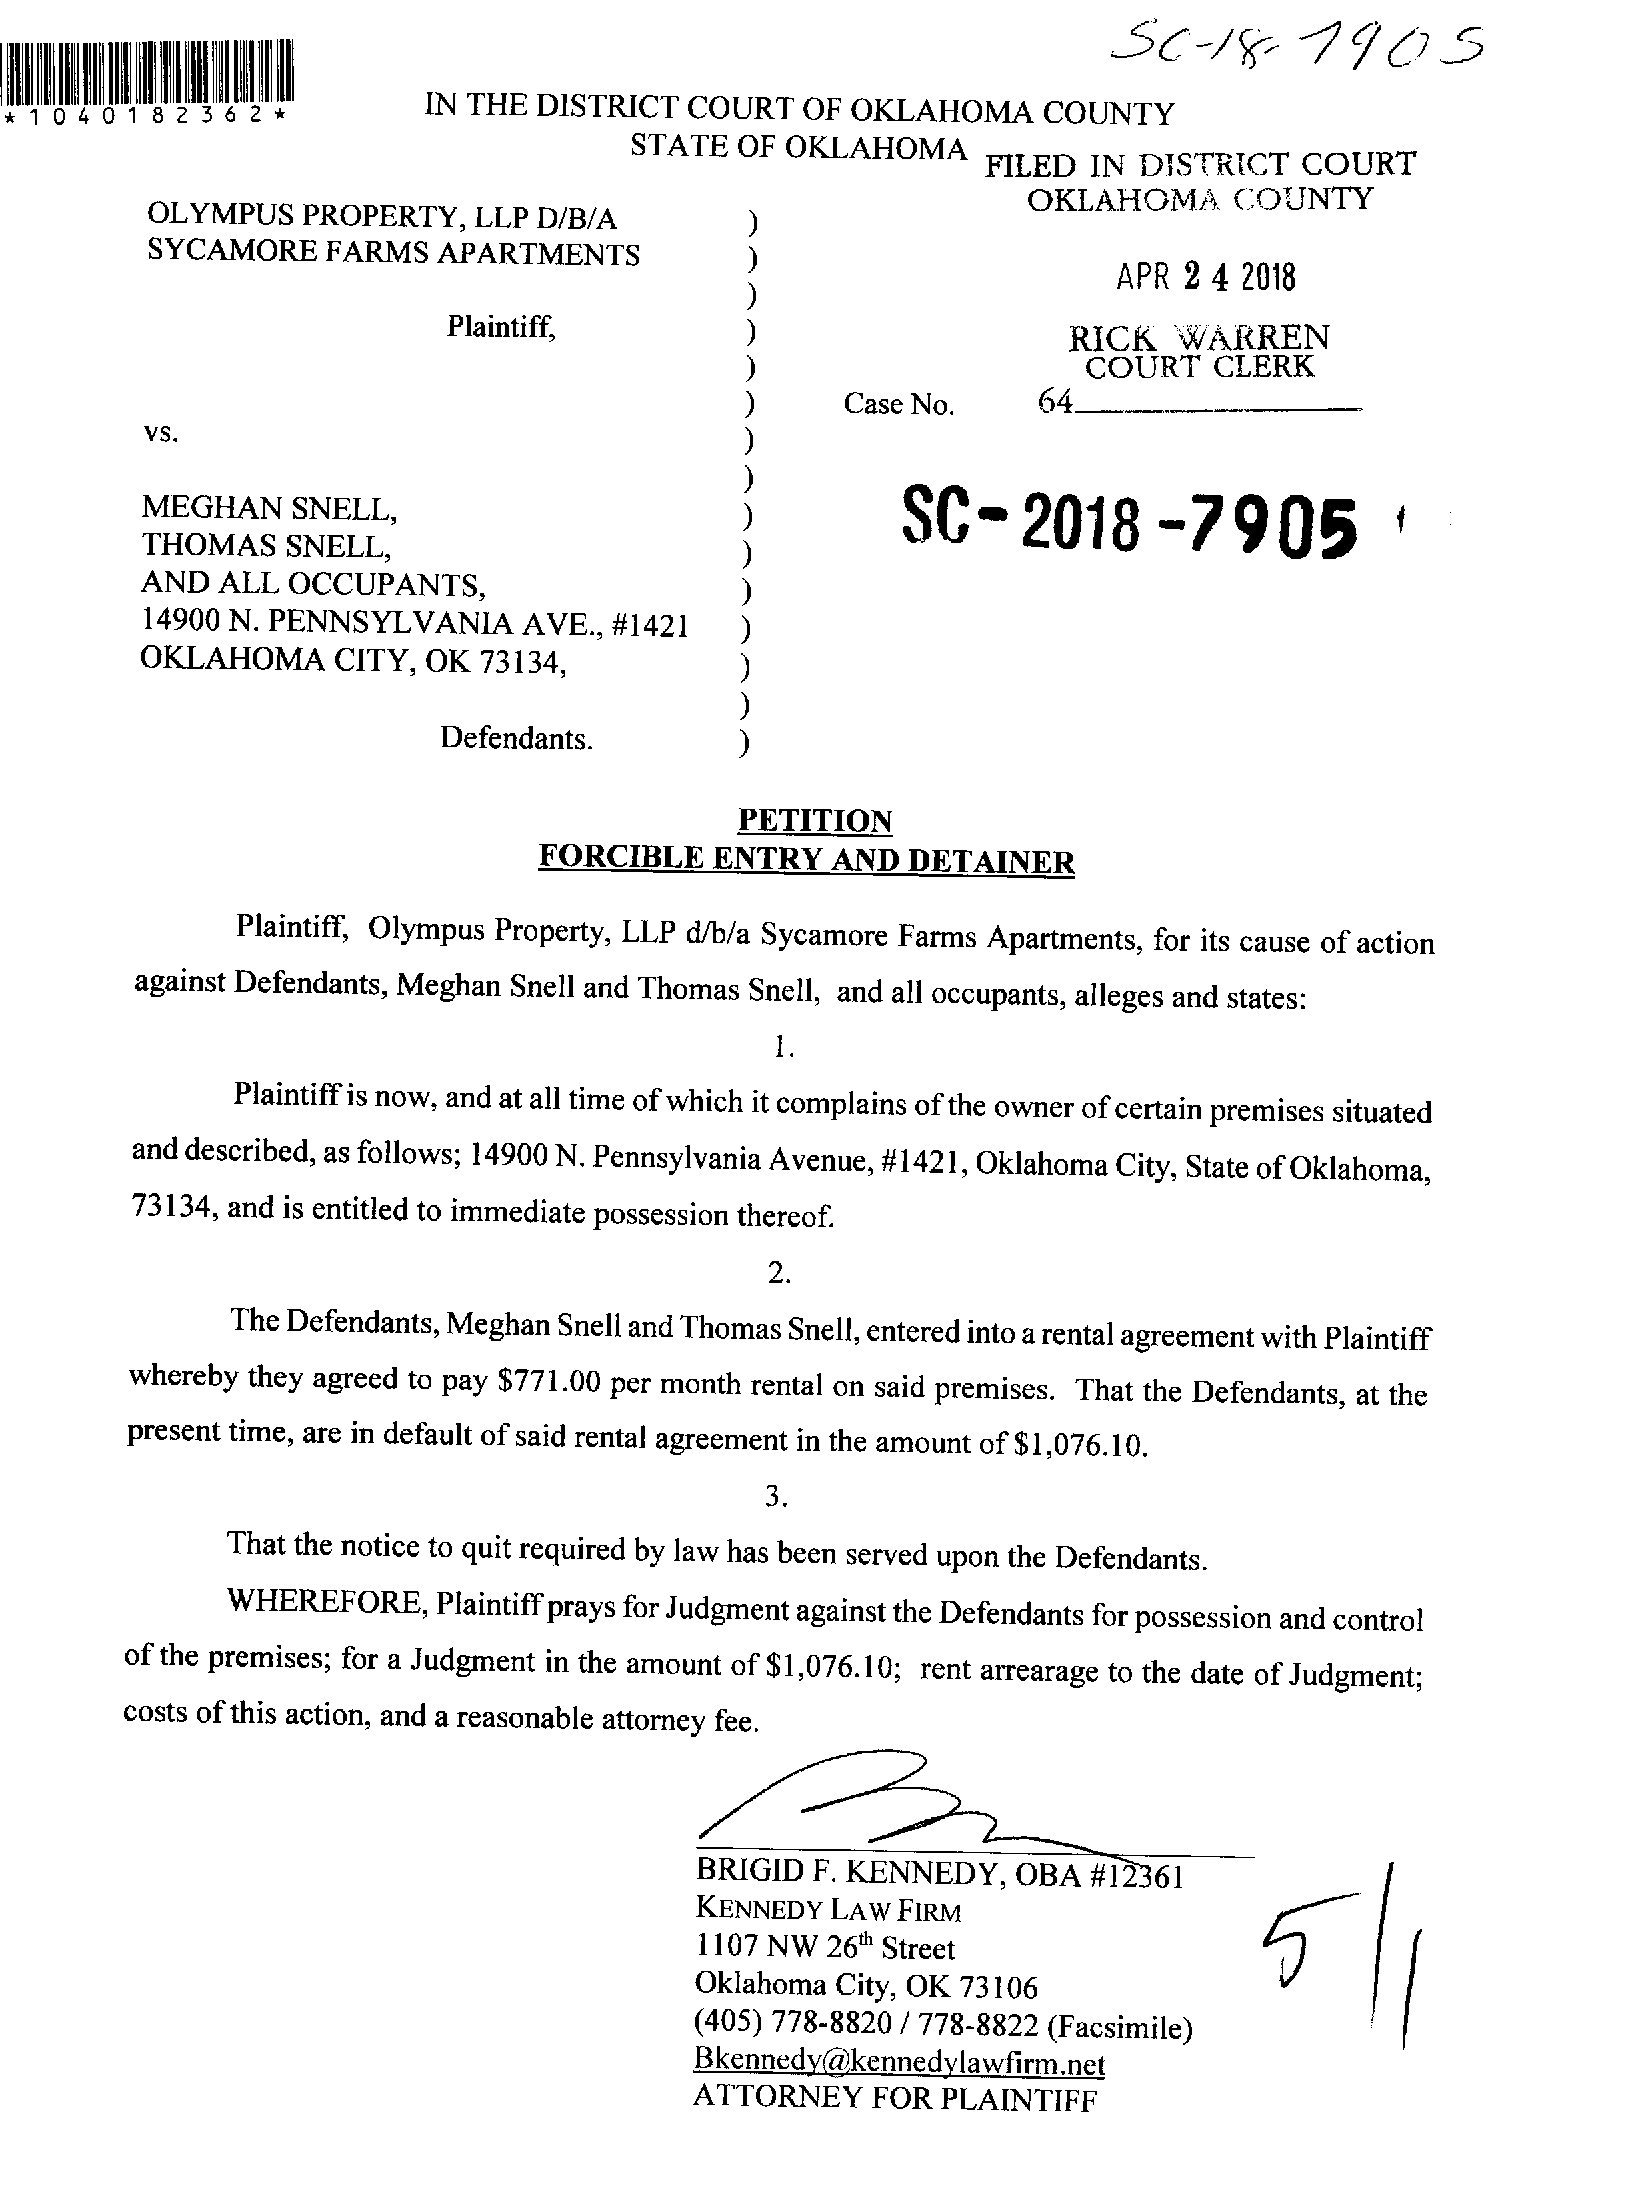 SC-18-7905
*1040182362*
IN THE DISTRICT COURT OF OKLAHOMA COUNTY
STATE OF OKLAHOMA
FILED IN DISTRICT COURT
OKLAHOMA COUNTY
OLYMPUS PROPERTY, LLP D/B/A )
SYCAMORE FARMS APARTMENTS )
)
APR 24 2018
Plaintiff, )
RICK WARREN
COURT CLERK
)
) Case No. 64
vs. )
)
MEGHAN SNELL, ) SC-2018-7905
THOMAS SNELL, )
AND ALL OCCUPANTS, )
14900 N. PENNSYLVANIA AVE., #1421 )
OKLAHOMA CITY, OK 73134, )
)
Defendants. )
PETITION
FORCIBLE ENTRY AND DETAINER
Plaintiff, Olympus Property, LLP d/b/a Sycamore Farms Apartments, for its cause of action
against Defendants, Meghan Snell and Thomas Snell, and all occupants, alleges and states:
1.
Plaintiff is now, and at all time of which it complains of the owner of certain premises situated
and described, as follows; 14900 N. Pennsylvania Avenue, #1421, Oklahoma City, State of Oklahoma,
73134, and is entitled to immediate possession thereof.
2.
The Defendants, Meghan Snell and Thomas Snell, entered into a rental agreement with Plaintiff
whereby they agreed to pay $771.00 per month rental on said premises. That the Defendants, at the
present time, are in default of said rental agreement in the amount of $1,076.10.
3.
That the notice to quit required by law has been served upon the Defendants.
WHEREFORE, Plaintiff prays for Judgment against the Defendants for possession and control
of the premises; for a Judgment in the amount of $1,076.10; rent arrearage to the date of Judgment;
costs of this action, and a reasonable attorney fee.
BRIGID F. KENNEDY, OBA #12361
KENNEDY LAW FIRM
1107 NW 26th Street
Oklahoma City, OK 73106
(405) 778-8820 / 778-8822 (Facsimile)
Bkennedy@kennedylawfirm.net
ATTORNEY FOR PLAINTIFF
5/1